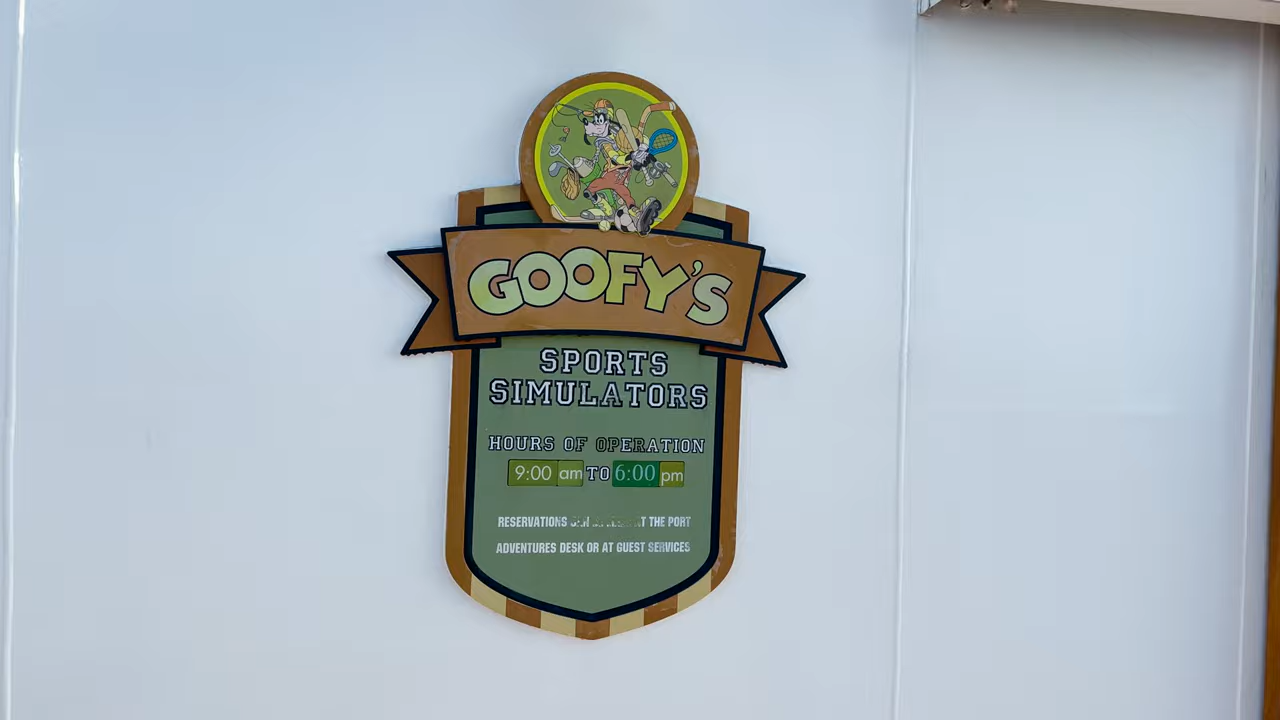 GOOFY'S
SPORTS
SIMULATORS
HOURS OF OPERATION
9:00 am TO 6:00 pm
RESERVATIONS AT THE PORT
ADVENTURES DESK OR AT GUEST SERVICES